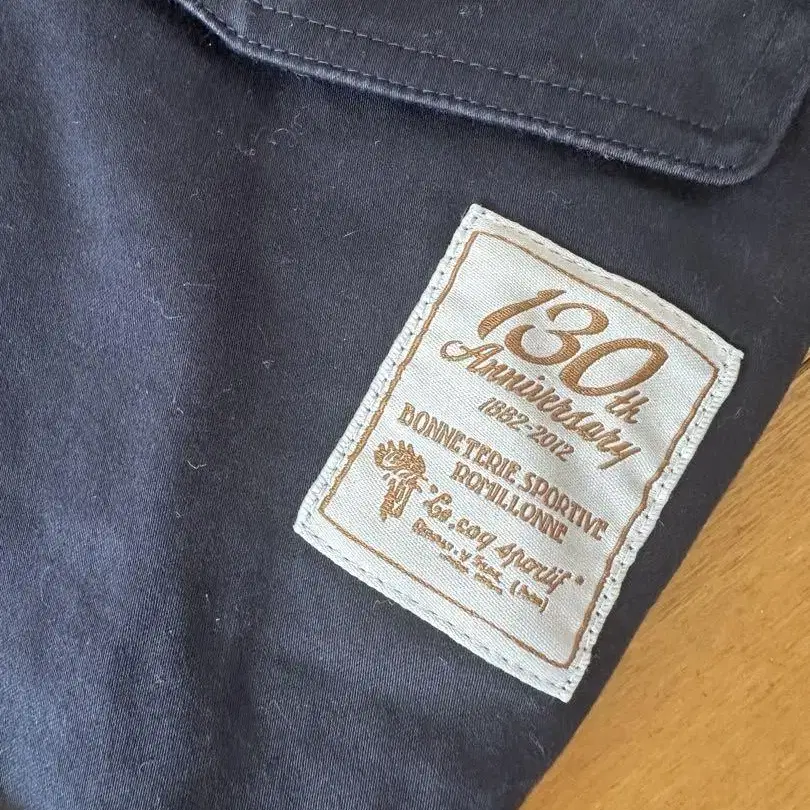 130th
Anniversary
1882-2012
BONNETERIE SPORTIVE
ROMILLONNE
"Le coq sportif"